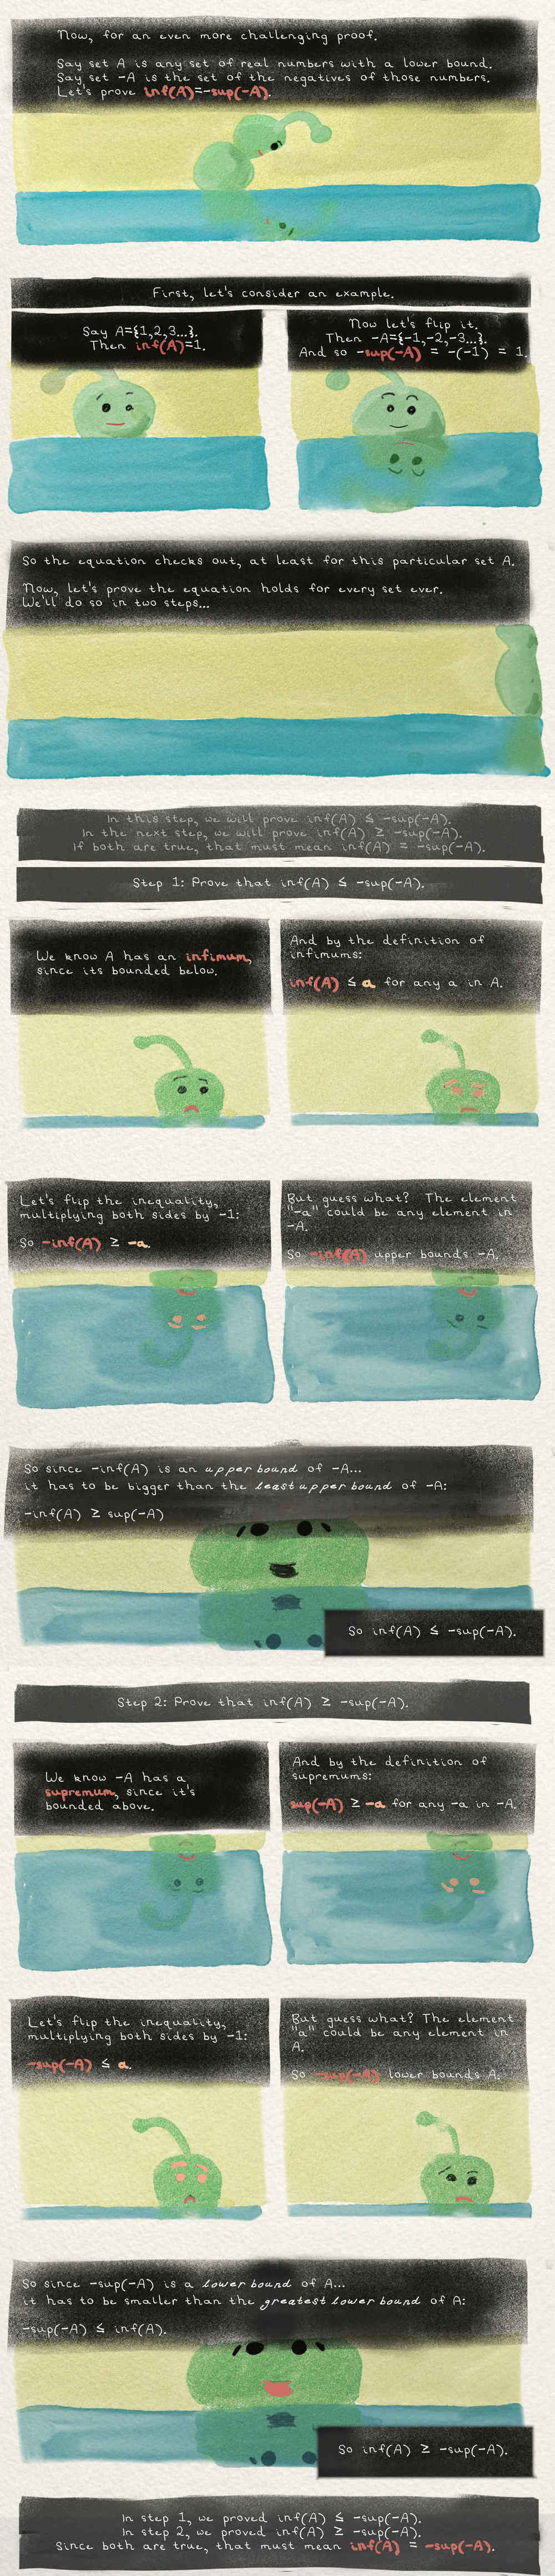 Now, for an even more challenging proof.
Say set A is any set of real numbers with a lower bound.
Say set -A is the set of the negatives of those numbers.
Let's prove inf(A)=-sup(-A).
First, let's consider an example.
Say A={1,2,3...}.
Then inf(A)=1.
Now let's flip it.
Then -A={-1,-2,-3...}.
And so -sup(-A) = -(-1) = 1.
So the equation checks out, at least for this particular set A.
Now, let's prove the equation holds for every set ever.
We'll do so in two steps...
In this step, we will prove inf(A) ≤ -sup(-A).
In the next step, we will prove inf(A) ≥ -sup(-A).
If both are true, that must mean inf(A) = -sup(-A).
Step 1: Prove that inf(A) ≤ -sup(-A).
We know A has an infimum,
since its bounded below.
And by the definition of
infimums:
inf(A) ≤ a for any a in A.
Let's flip the inequality,
multiplying both sides by -1:
So -inf(A) ≥ -a.
But guess what? The element
"-a" could be any element in
-A.
So -inf(A) upper bounds -A.
So since -inf(A) is an upper bound of -A...
it has to be bigger than the least upper bound of -A:
-inf(A) ≥ sup(-A)
So inf(A) ≤ -sup(-A).
Step 2: Prove that inf(A) ≥ -sup(-A).
We know -A has a
supremum, since it's
bounded above.
And by the definition of
supremums:
sup(-A) ≥ -a for any -a in -A.
Let's flip the inequality,
multiplying both sides by -1:
-sup(-A) ≤ a.
But guess what? The element
"a" could be any element in
A.
So -sup(-A) lower bounds A.
So since -sup(-A) is a lower bound of A...
it has to be smaller than the greatest lower bound of A:
-sup(-A) ≤ inf(A).
So inf(A) ≥ -sup(-A).
In step 1, we proved inf(A) ≤ -sup(-A).
In step 2, we proved inf(A) ≥ -sup(-A).
Since both are true, that must mean inf(A) = -sup(-A).